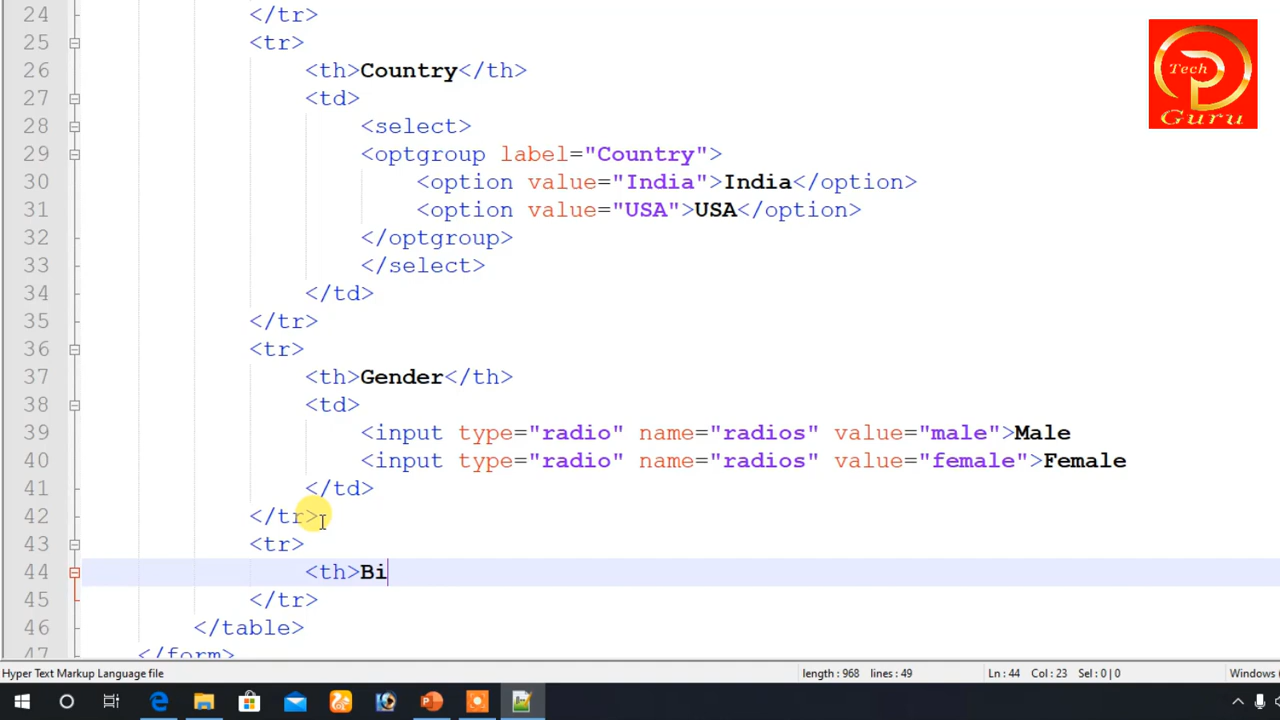 Tech
Guru
24 </tr>
25 <tr>
26 <th>Country</th>
27 <td>
28 <select>
29 <optgroup label="Country">
30 <option value="India">India</option>
31 <option value="USA">USA</option>
32 </optgroup>
33 </select>
34 </td>
35 </tr>
36 <tr>
37 <th>Gender</th>
38 <td>
39 <input type="radio" name="radios" value="male">Male
40 <input type="radio" name="radios" value="female">Female
41 </td>
42 </tr>
43 <tr>
44 <th>Bi
45 </tr>
46 </table>
47 </form>
Hyper Text Markup Language file length : 968 lines : 49 Ln : 44 Col : 23 Sel : 0 | 0 Windows